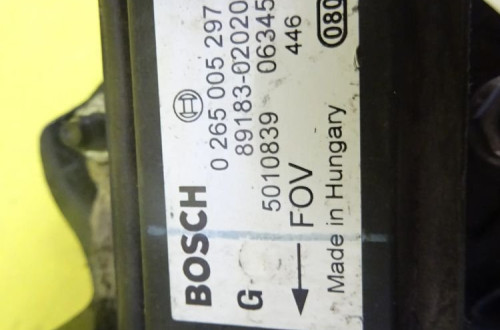 BOSCH
0 265 005 297
G
89183-02020
5010839 06345
← FOV 446
Made in Hungary 080